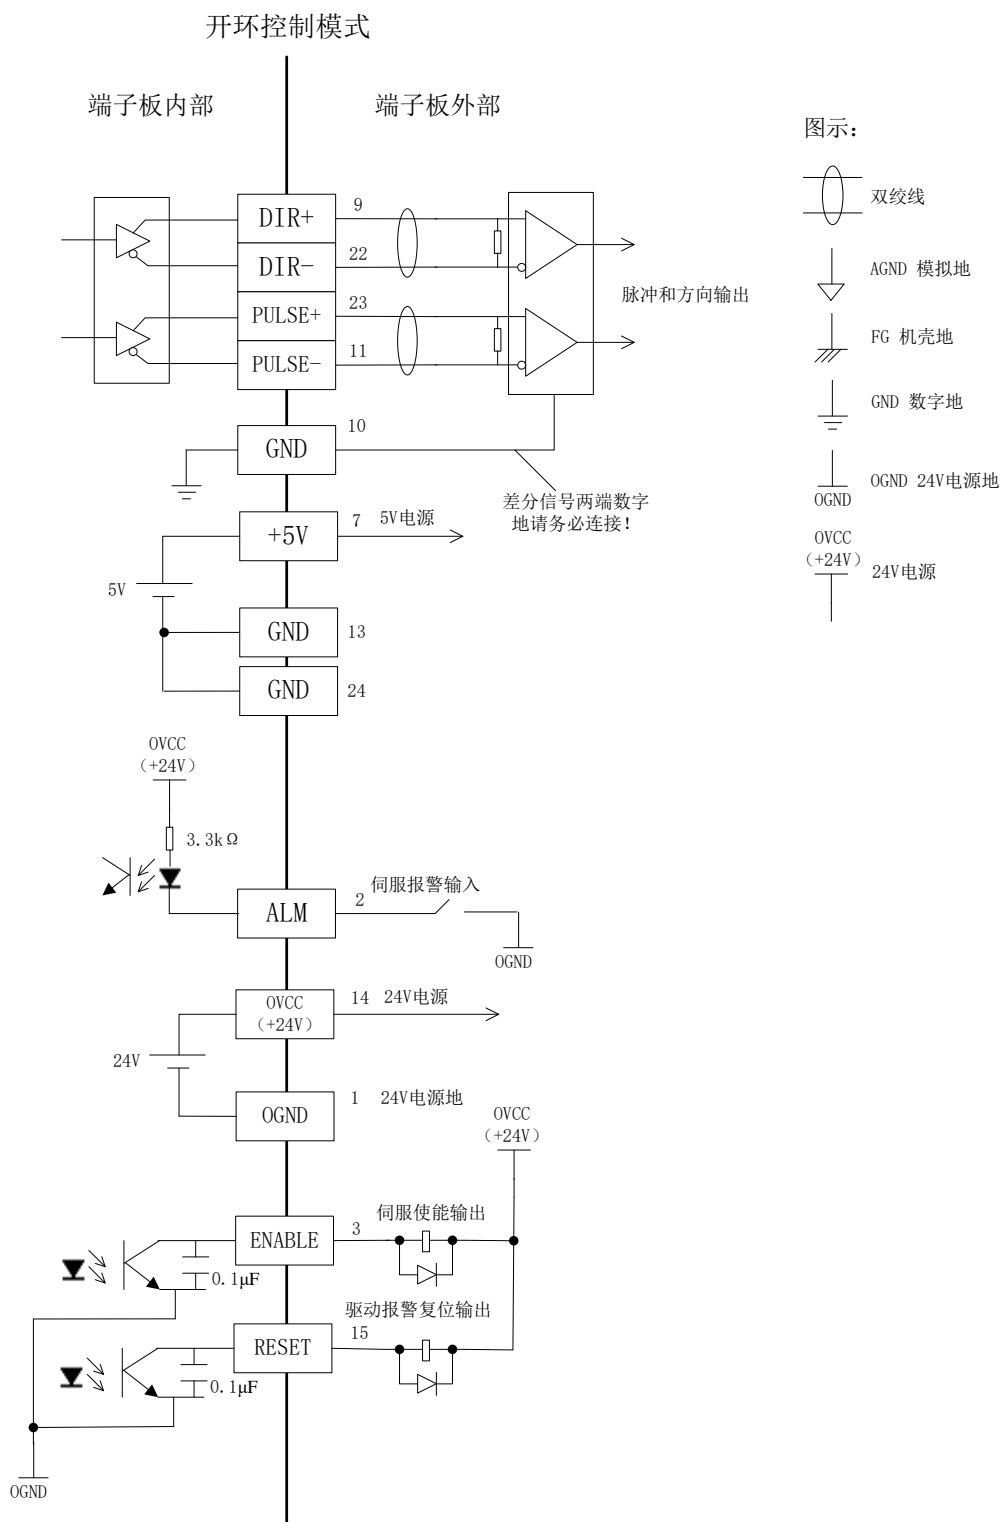 开环控制模式
端子板内部
端子板外部
图示:
DIR+
9
DIR-
22
PULSE+
23
PULSE-
11
脉冲和方向输出
双绞线
AGND 模拟地
FG 机壳地
GND 数字地
OGND 24V电源地
OGND
OVCC
(+24V)
24V电源
GND
10
差分信号两端数字
地请务必连接!
+5V
7
5V电源
5V
GND
13
GND
24
OVCC
(+24V)
3.3kΩ
ALM
2
伺服报警输入
OGND
OVCC
(+24V)
14
24V电源
24V
OGND
1
24V电源地
OVCC
(+24V)
ENABLE
3
伺服使能输出
0.1μF
RESET
15
驱动报警复位输出
0.1μF
OGND